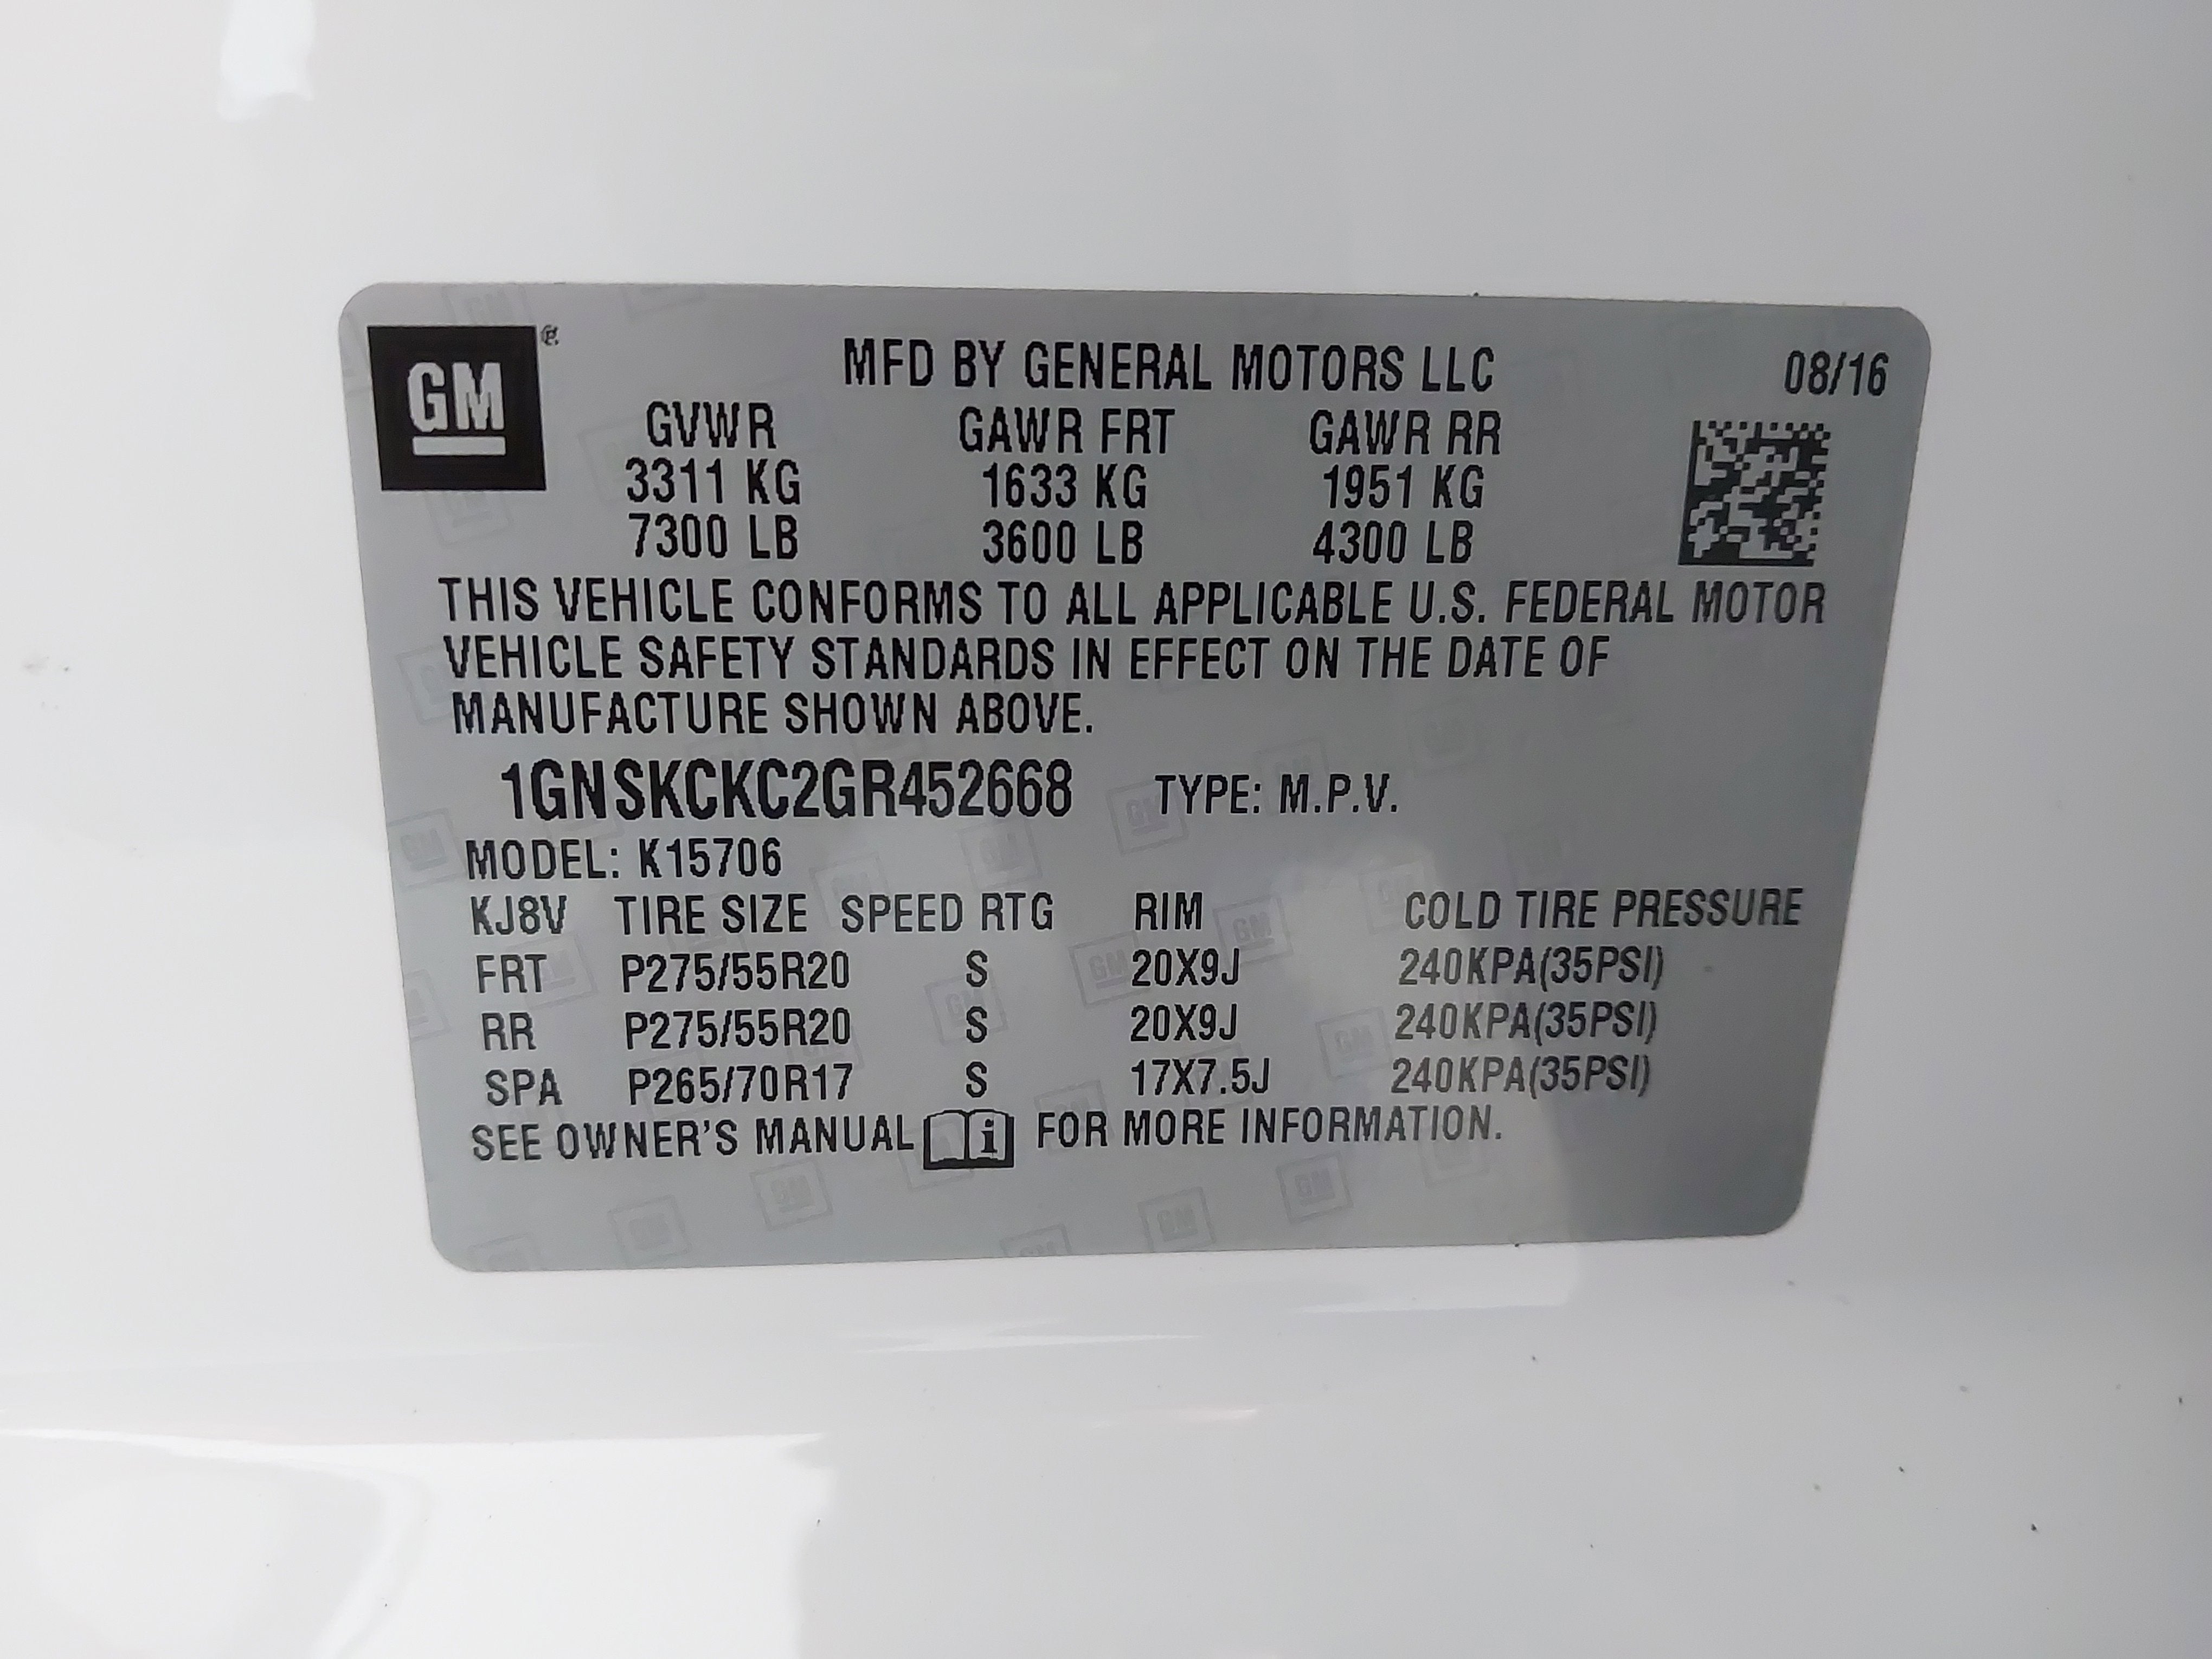 GM
MFD BY GENERAL MOTORS LLC 08/16
GVWR GAWR FRT GAWR RR
3311 KG 1633 KG 1951 KG
7300 LB 3600 LB 4300 LB
THIS VEHICLE CONFORMS TO ALL APPLICABLE U.S. FEDERAL MOTOR
VEHICLE SAFETY STANDARDS IN EFFECT ON THE DATE OF
MANUFACTURE SHOWN ABOVE.
1GNSKCKC2GR452668 TYPE: M.P.V.
MODEL: K15706
KJ8V TIRE SIZE SPEED RTG RIM COLD TIRE PRESSURE
FRT P275/55R20 S 20X9J 240KPA(35PSI)
RR P275/55R20 S 20X9J 240KPA(35PSI)
SPA P265/70R17 S 17X7.5J 240KPA(35PSI)
SEE OWNER'S MANUAL i FOR MORE INFORMATION.